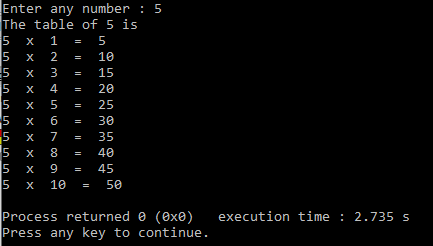 Enter any number : 5
The table of 5 is
5  x  1  =  5
5  x  2  =  10
5  x  3  =  15
5  x  4  =  20
5  x  5  =  25
5  x  6  =  30
5  x  7  =  35
5  x  8  =  40
5  x  9  =  45
5  x  10  =  50
Process returned 0 (0x0)   execution time : 2.735 s
Press any key to continue.